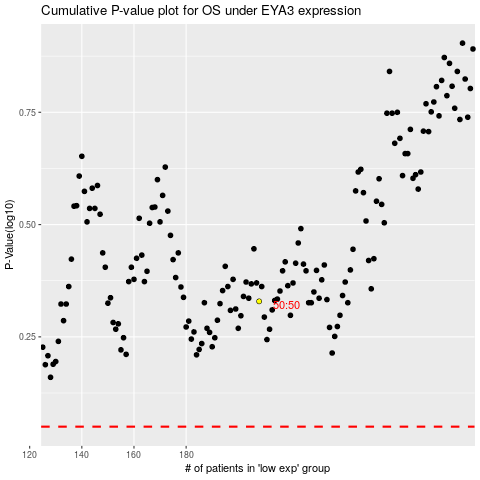 Cumulative P-value plot for OS under EYA3 expression
P-Value(log10)
0.75
0.50
0.25
50:50
120 140 160 180
# of patients in 'low exp' group